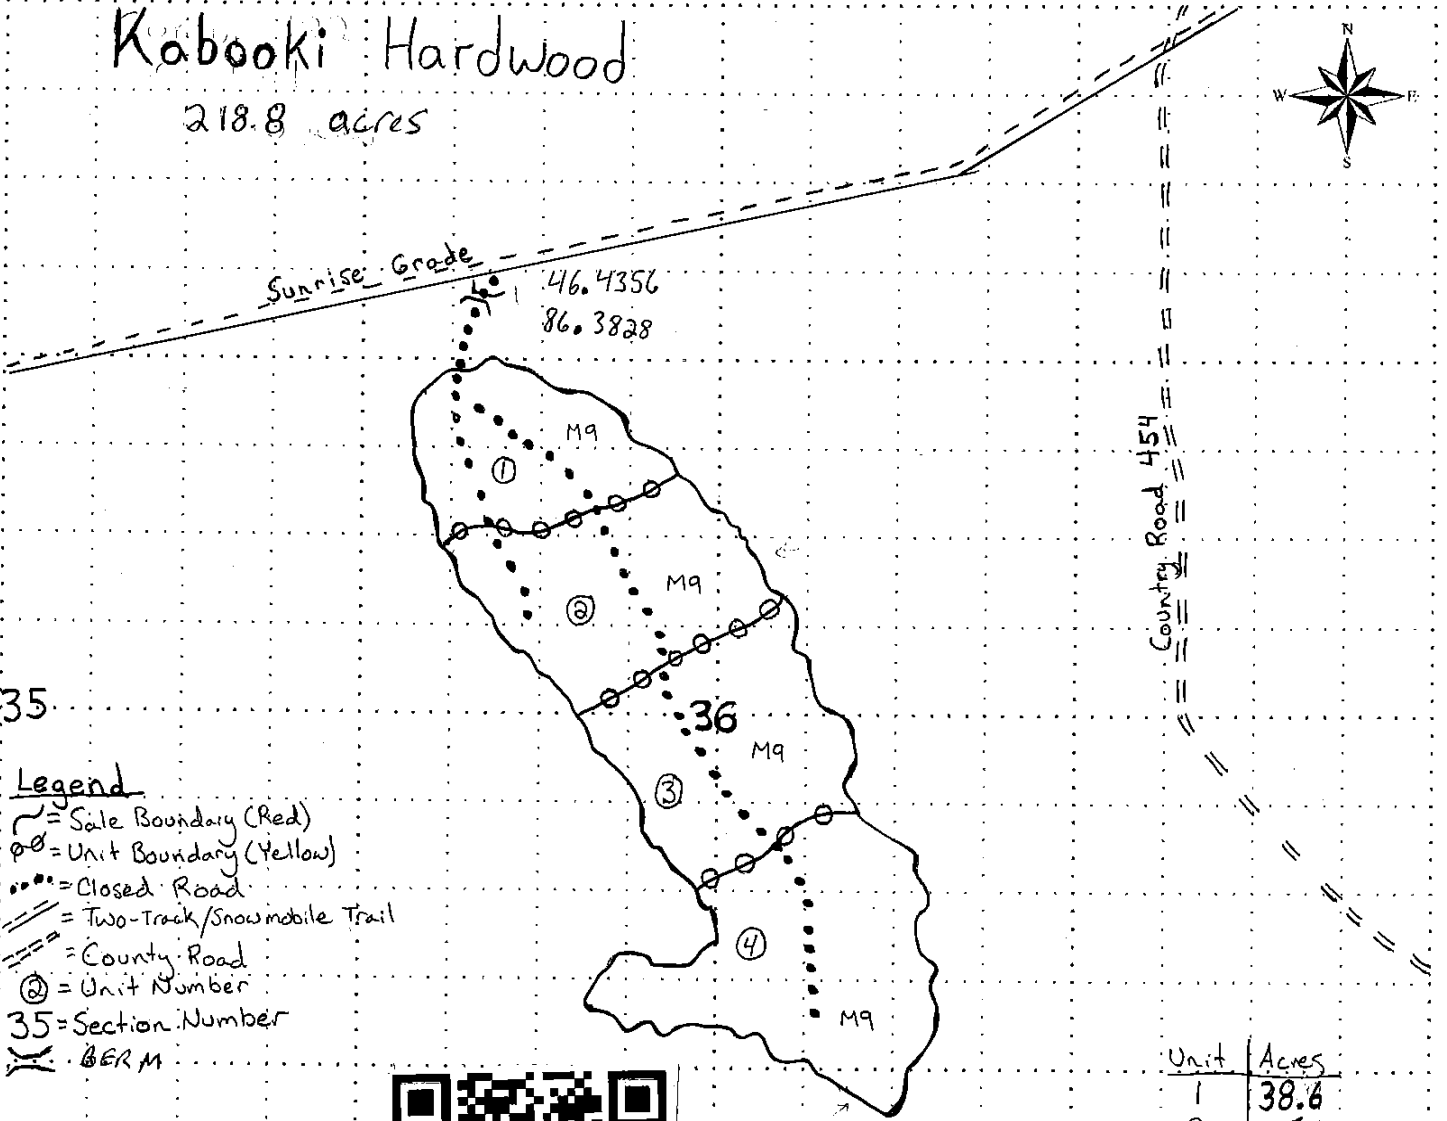 Kabooki Hardwood
218.8 acres
N
W E
S
Sunrise Grade
46.4356
86.3828
M9
1
Country Road 454
M9
2
35
36
M9
3
Legend
= Sale Boundary (Red)
= Unit Boundary (Yellow)
= Closed Road
= Two-Track/Snowmobile Trail
= County Road
2 = Unit Number
35 = Section Number
BERM
4
M9
Unit Acres
1 38.6